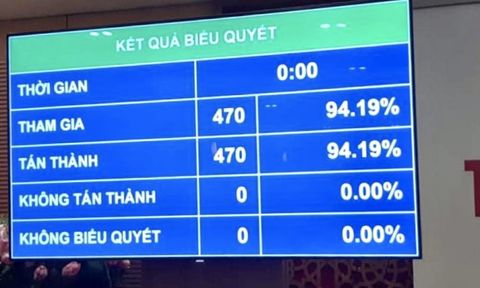 KẾT QUẢ BIỂU QUYẾT
THỜI GIAN 0:00
THAM GIA 470 94.19%
TÁN THÀNH 470 94.19%
KHÔNG TÁN THÀNH 0 0.00%
KHÔNG BIỂU QUYẾT 0 0.00%